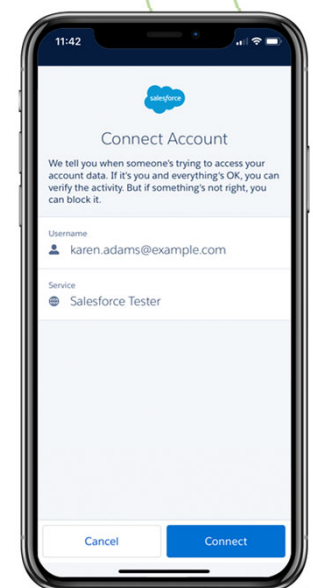 11:42
salesforce
Connect Account
We tell you when someone's trying to access your
account data. If it's you and everything's OK, you can
verify the activity. But if something's not right, you
can block it.
Username
karen.adams@example.com
Service
Salesforce Tester
Cancel
Connect